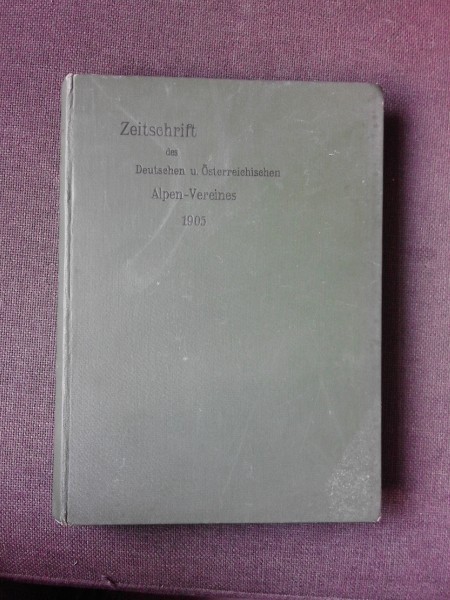 Zeitschrift
des
Deutschen u. Österreichischen
Alpen-Vereines
1905